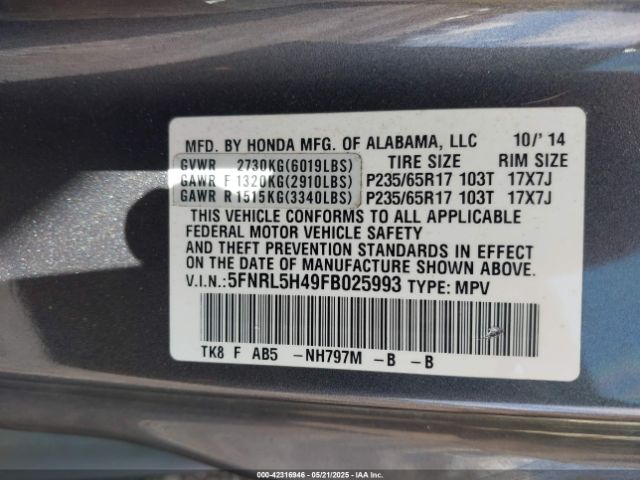 MFD. BY HONDA MFG. OF ALABAMA, LLC 10/'14
GVWR 2730KG(6019LBS) TIRE SIZE RIM SIZE
GAWR F 1320KG(2910LBS) P235/65R17 103T 17X7J
GAWR R 1515KG(3340LBS) P235/65R17 103T 17X7J
THIS VEHICLE CONFORMS TO ALL APPLICABLE
FEDERAL MOTOR VEHICLE SAFETY
AND THEFT PREVENTION STANDARDS IN EFFECT
ON THE DATE OF MANUFACTURE SHOWN ABOVE.
V.I.N.: 5FNRL5H49FB025993 TYPE: MPV
TK8 F AB5 -NH797M -B -B
000-42316946 - 05/21/2025 - COPYRIGHT IAA, LLC